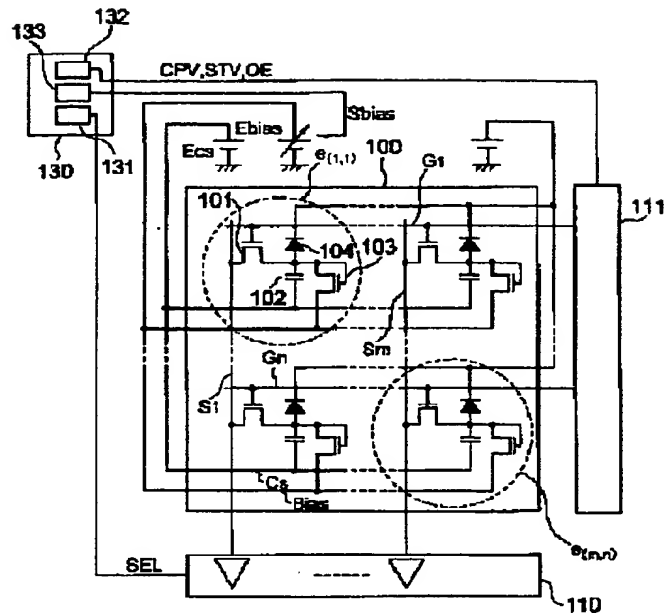 132
133
CPV,STV,OE
Sbias
Ebias
130
131
Ecs
e(1,1)
100
G1
111
101
104
103
102
Sm
Gn
S1
Cs
Bias
e(m,n)
SEL
110